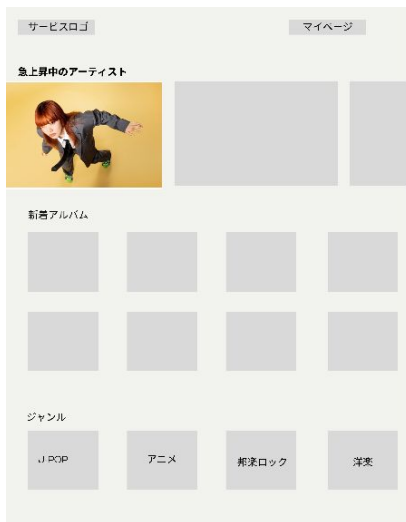 サービスロゴ
マイページ
急上昇中のアーティスト
新着アルバム
ジャンル
J-POP
アニメ
邦楽ロック
洋楽